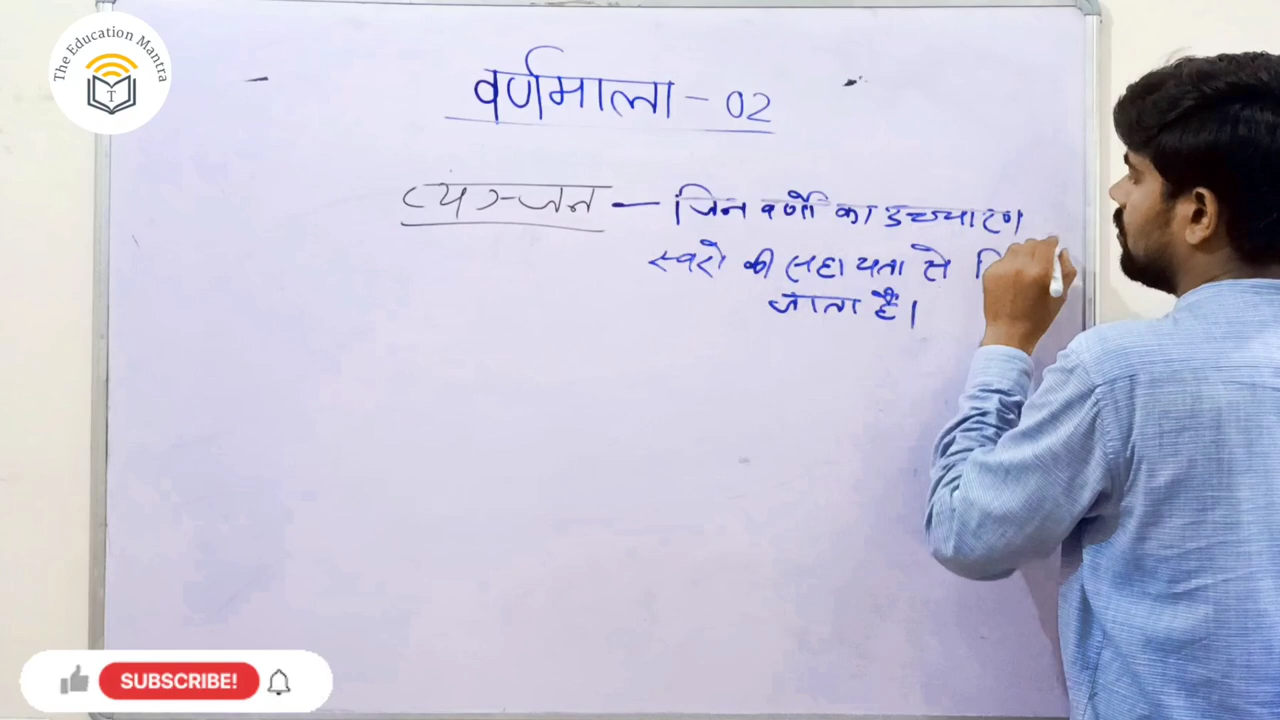 The Education Mantra
T
वर्णमाला - 02
व्यञ्जन — जिन वर्णो का उच्चारण
स्वरो की सहायता से
जाता हैं।
SUBSCRIBE!